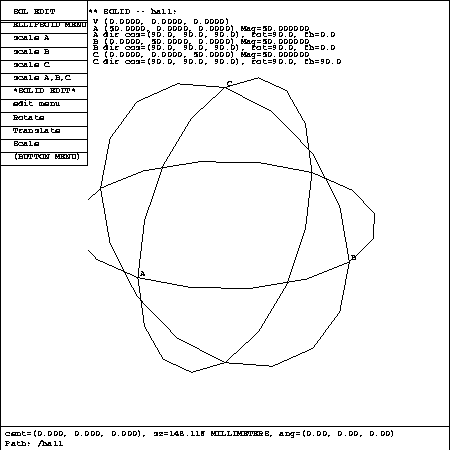 SOL EDIT
ELLIPSOID MENU
scale A
scale B
scale C
scale A,B,C
*SOLID EDIT*
edit menu
Rotate
Translate
Scale
(BUTTON MENU)
** SOLID -- ball:
V (0.0000, 0.0000, 0.0000)
A (50.0000, 0.0000, 0.0000) Mag=50.000000
A dir cos=(90.0, 90.0, 90.0), rot=90.0, fb=0.0
B (0.0000, 50.0000, 0.0000) Mag=50.000000
B dir cos=(90.0, 90.0, 90.0), rot=90.0, fb=0.0
C (0.0000, 0.0000, 50.0000) Mag=50.000000
C dir cos=(90.0, 90.0, 90.0), rot=90.0, fb=90.0
C
A
B
cent=(0.000, 0.000, 0.000), sz=148.118 MILLIMETERS, ang=(0.00, 0.00, 0.00)
Path: /ball